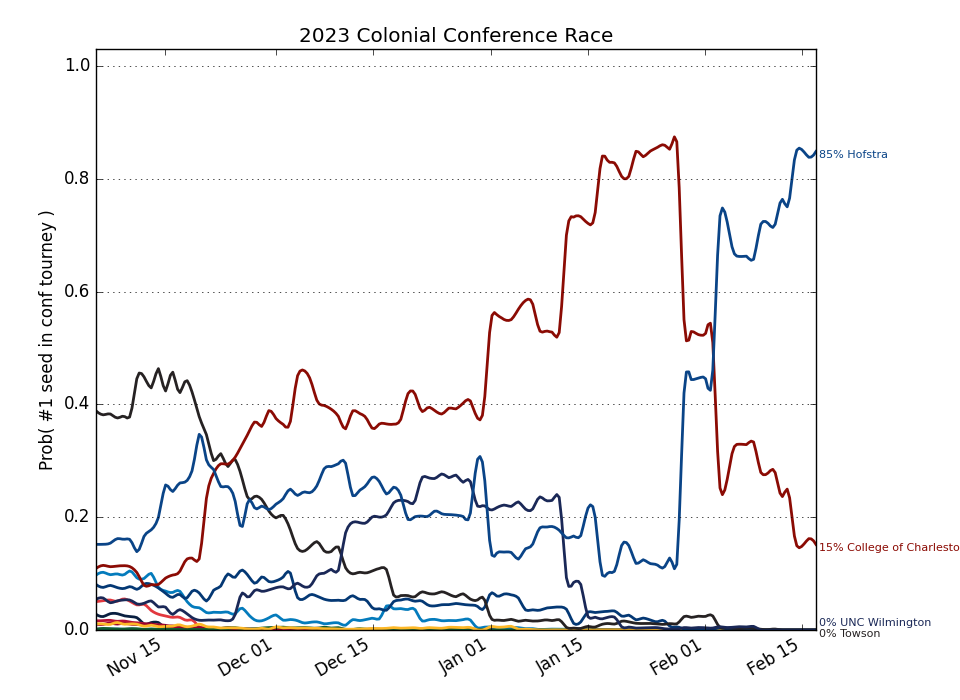 2023 Colonial Conference Race
Prob( #1 seed in conf tourney )
1.0
0.8
0.6
0.4
0.2
0.0
85% Hofstra
15% College of Charlesto
0% UNC Wilmington
0% Towson
Nov 15
Dec 01
Dec 15
Jan 01
Jan 15
Feb 01
Feb 15